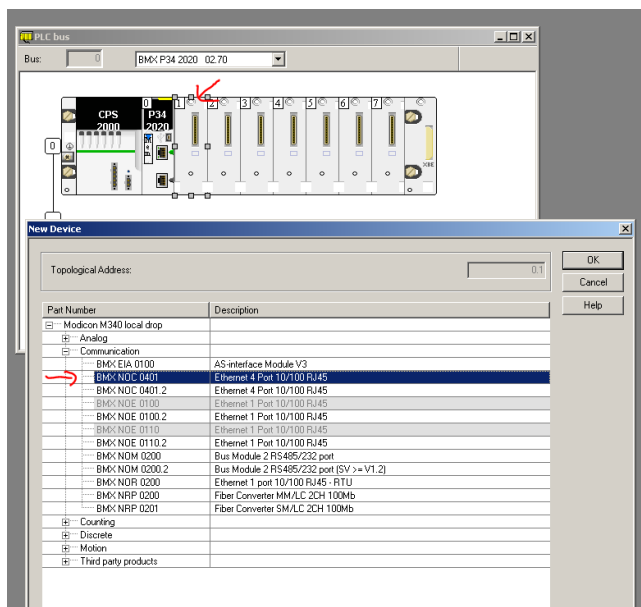 PLC bus
Bus: 0 BMX P34 2020 02.70
CPS 2000
0
P34 2020
1 2 3 4 5 6 7
XBE
0
New Device
Topological Address: 0.1
OK
Cancel
Help
Part Number Description
Modicon M340 local drop
Analog
Communication
BMX EIA 0100 AS-interface Module V3
BMX NOC 0401 Ethernet 4 Port 10/100 RJ45
BMX NOC 0401.2 Ethernet 4 Port 10/100 RJ45
BMX NOE 0100 Ethernet 1 Port 10/100 RJ45
BMX NOE 0100.2 Ethernet 1 Port 10/100 RJ45
BMX NOE 0110 Ethernet 1 Port 10/100 RJ45
BMX NOE 0110.2 Ethernet 1 Port 10/100 RJ45
BMX NOM 0200 Bus Module 2 RS485/232 port
BMX NOM 0200.2 Bus Module 2 RS485/232 port (SV >= V1.2)
BMX NOR 0200 Ethernet 1 port 10/100 RJ45 - RTU
BMX NRP 0200 Fiber Converter MM/LC 2CH 100Mb
BMX NRP 0201 Fiber Converter SM/LC 2CH 100Mb
Counting
Discrete
Motion
Third party products